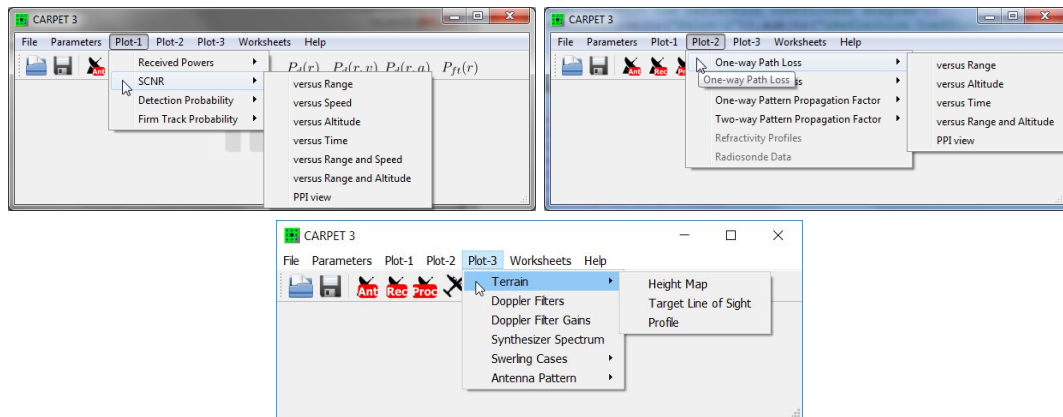 CARPET 3
File Parameters Plot-1 Plot-2 Plot-3 Worksheets Help
Ant
Received Powers
SCNR
Detection Probability
Firm Track Probability
P_d(r) P_d(r,v) P_d(r,a) P_ft(r)
versus Range
versus Speed
versus Altitude
versus Time
versus Range and Speed
versus Range and Altitude
PPI view
CARPET 3
File Parameters Plot-1 Plot-2 Plot-3 Worksheets Help
Ant Rec
One-way Path Loss
One-way Path Loss
One-way Pattern Propagation Factor
Two-way Pattern Propagation Factor
Refractivity Profiles
Radiosonde Data
versus Range
versus Altitude
versus Time
versus Range and Altitude
PPI view
CARPET 3
File Parameters Plot-1 Plot-2 Plot-3 Worksheets Help
Ant Rec Proc
Terrain
Doppler Filters
Doppler Filter Gains
Synthesizer Spectrum
Swerling Cases
Antenna Pattern
Height Map
Target Line of Sight
Profile